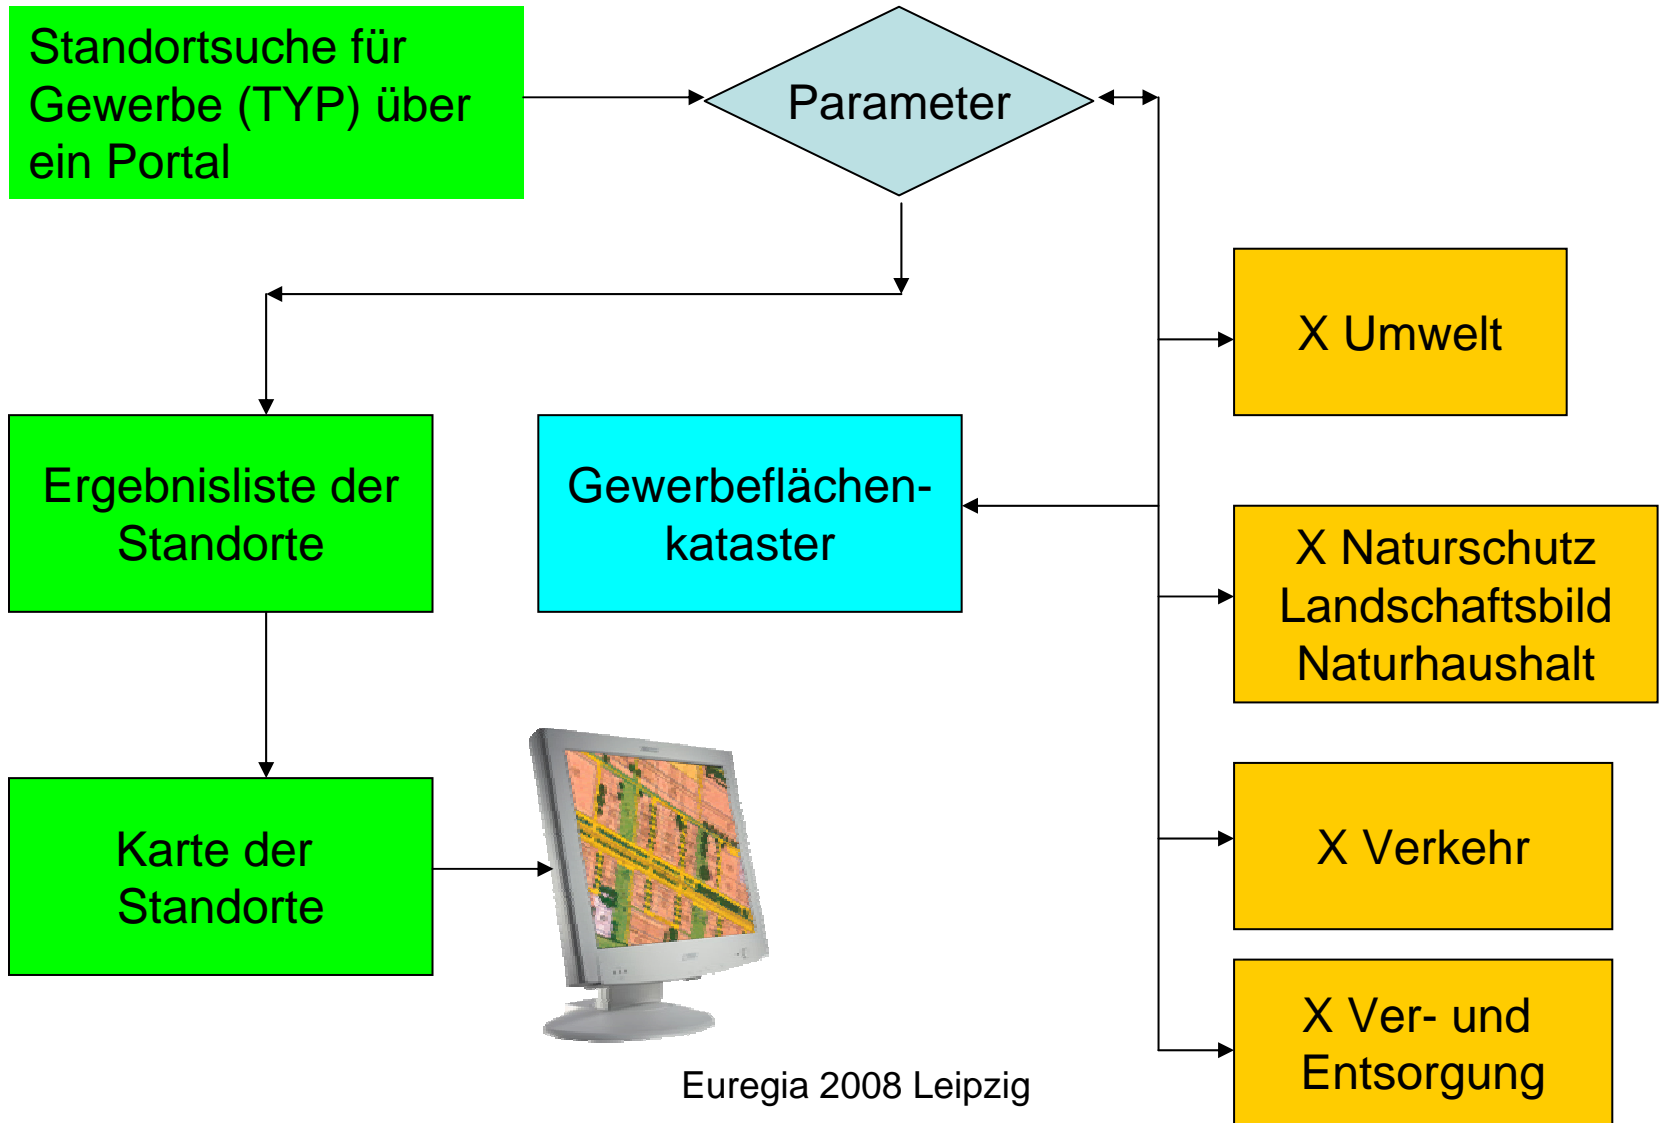 Standortsuche für
Gewerbe (TYP) über
ein Portal
Parameter
X Umwelt
Ergebnisliste der
Standorte
Gewerbeflächen-
kataster
X Naturschutz
Landschaftsbild
Naturhaushalt
Karte der
Standorte
X Verkehr
X Ver- und
Entsorgung
Euregia 2008 Leipzig